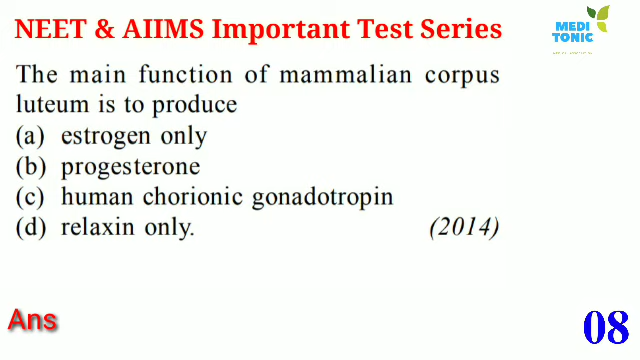 NEET & AIIMS Important Test Series
MEDI
TONIC
The main function of mammalian corpus
luteum is to produce
(a) estrogen only
(b) progesterone
(c) human chorionic gonadotropin
(d) relaxin only. (2014)
Ans
08